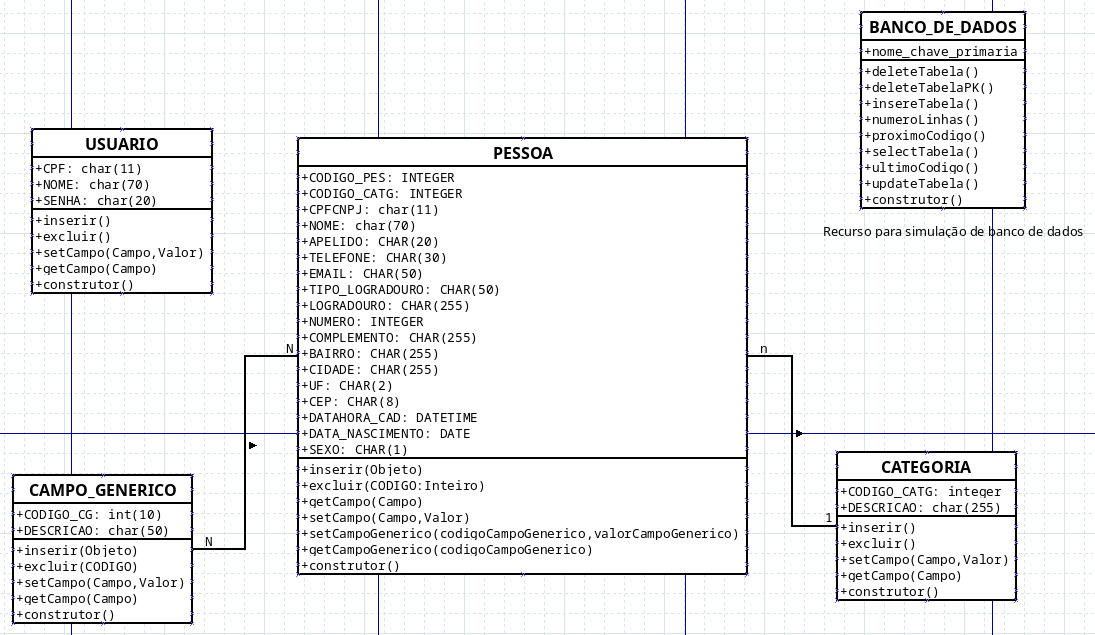 BANCO_DE_DADOS
+nome_chave_primaria
+deleteTabela()
+deleteTabelaPK()
+insereTabela()
+numeroLinhas()
+proximoCodigo()
+selectTabela()
+ultimoCodigo()
+updateTabela()
+construtor()
Recurso para simulação de banco de dados
USUARIO
+CPF: char(11)
+NOME: char(70)
+SENHA: char(20)
+inserir()
+excluir()
+setCampo(Campo,Valor)
+getCampo(Campo)
+construtor()
PESSOA
+CODIGO_PES: INTEGER
+CODIGO_CATG: INTEGER
+CPFCNPJ: char(11)
+NOME: char(70)
+APELIDO: CHAR(20)
+TELEFONE: CHAR(30)
+EMAIL: CHAR(50)
+TIPO_LOGRADOURO: CHAR(50)
+LOGRADOURO: CHAR(255)
+NUMERO: INTEGER
+COMPLEMENTO: CHAR(255)
+BAIRRO: CHAR(255)
+CIDADE: CHAR(255)
+UF: CHAR(2)
+CEP: CHAR(8)
+DATAHORA_CAD: DATETIME
+DATA_NASCIMENTO: DATE
+SEXO: CHAR(1)
+inserir(Objeto)
+excluir(CODIGO:Inteiro)
+getCampo(Campo)
+setCampo(Campo,Valor)
+setCampoGenerico(codigoCampoGenerico,valorCampoGenerico)
+getCampoGenerico(codigoCampoGenerico)
+construtor()
N
n
CAMPO_GENERICO
+CODIGO_CG: int(10)
+DESCRICAO: char(50)
+inserir(Objeto)
+excluir(CODIGO)
+setCampo(Campo,Valor)
+getCampo(Campo)
+construtor()
N
1
CATEGORIA
+CODIGO_CATG: integer
+DESCRICAO: char(255)
+inserir()
+excluir()
+setCampo(Campo,Valor)
+getCampo(Campo)
+construtor()